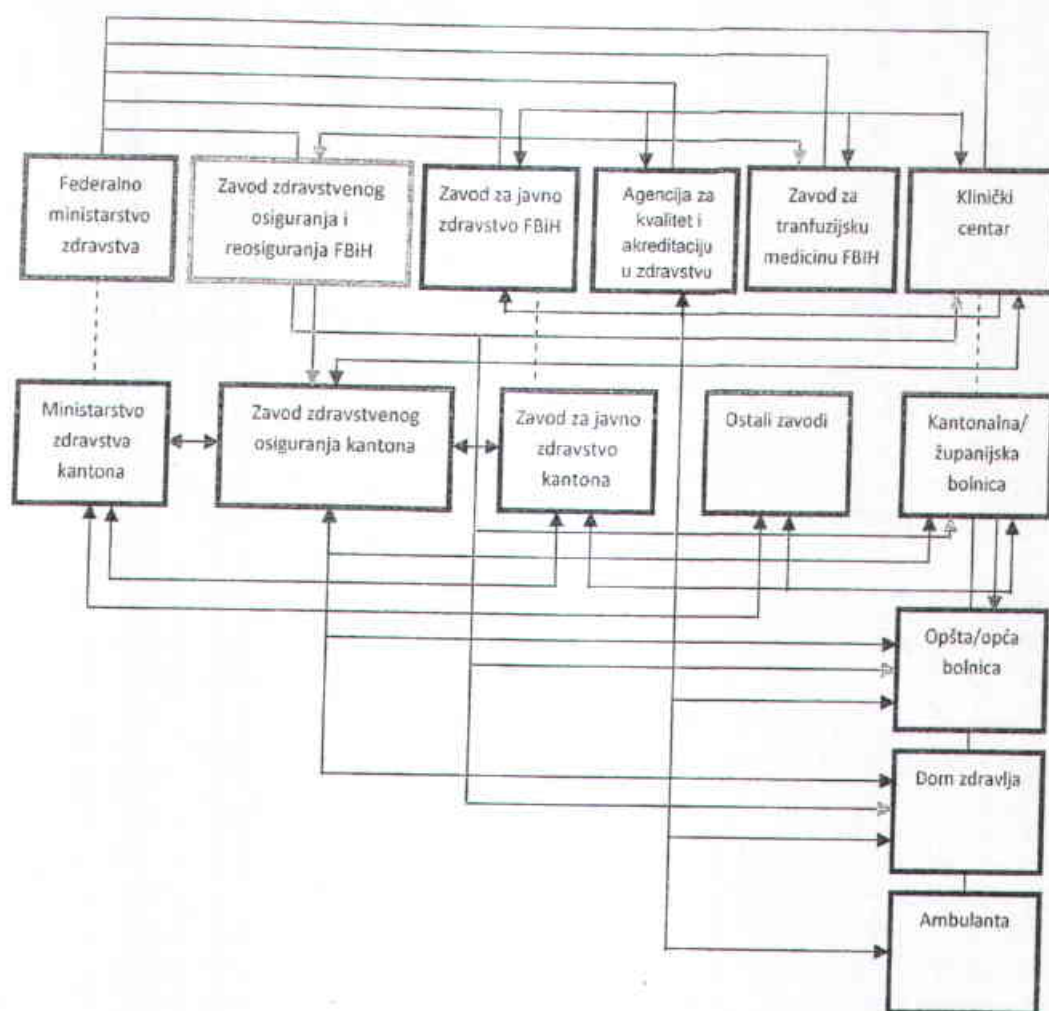 Federalno
ministarstvo
zdravstva
Zavod zdravstvenog
osiguranja i
reosiguranja FBiH
Zavod za javno
zdravstvo FBiH
Agencija za
kvalitet i
akreditaciju
u zdravstvu
Zavod za
tranfuzijsku
medicinu FBiH
Klinički
centar
Ministarstvo
zdravstva
kantona
Zavod zdravstvenog
osiguranja kantona
Zavod za javno
zdravstvo
kantona
Ostali zavodi
Kantonalna/
županijska
bolnica
Opšta/opća
bolnica
Dom zdravlja
Ambulanta